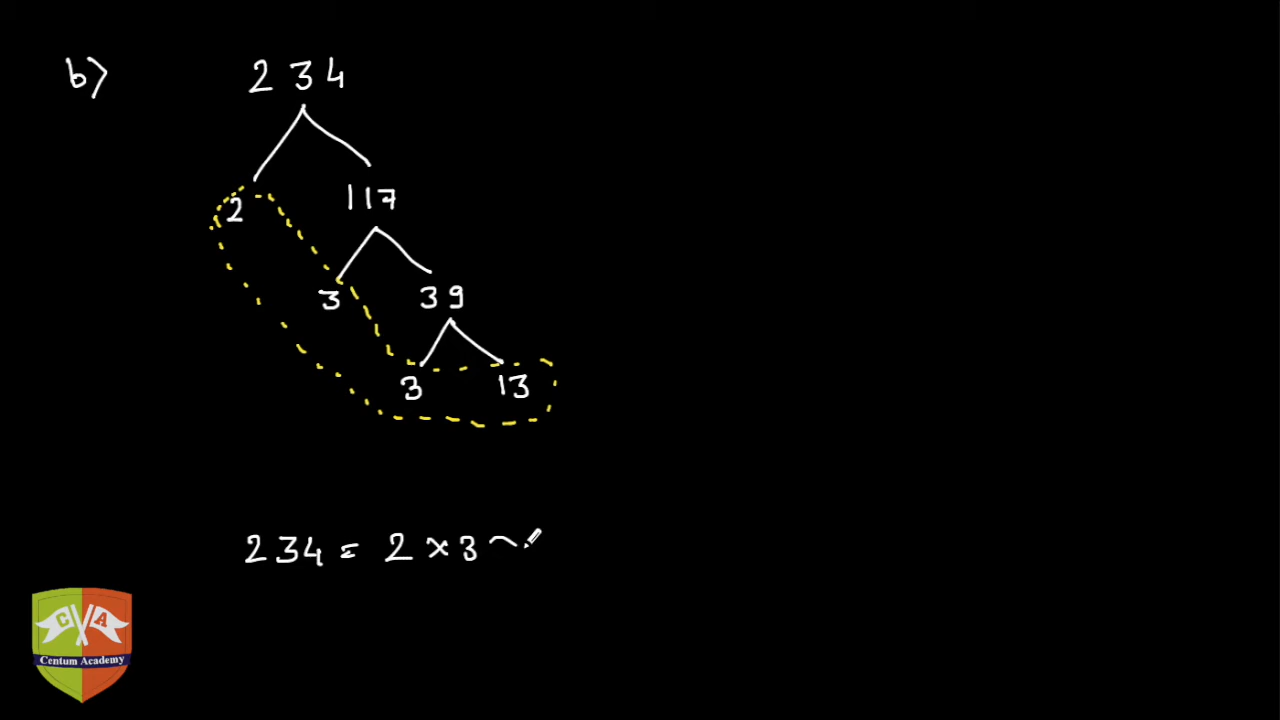 b) 234
2 117
3 39
3 13
234 = 2 × 3
C A
Centum Academy